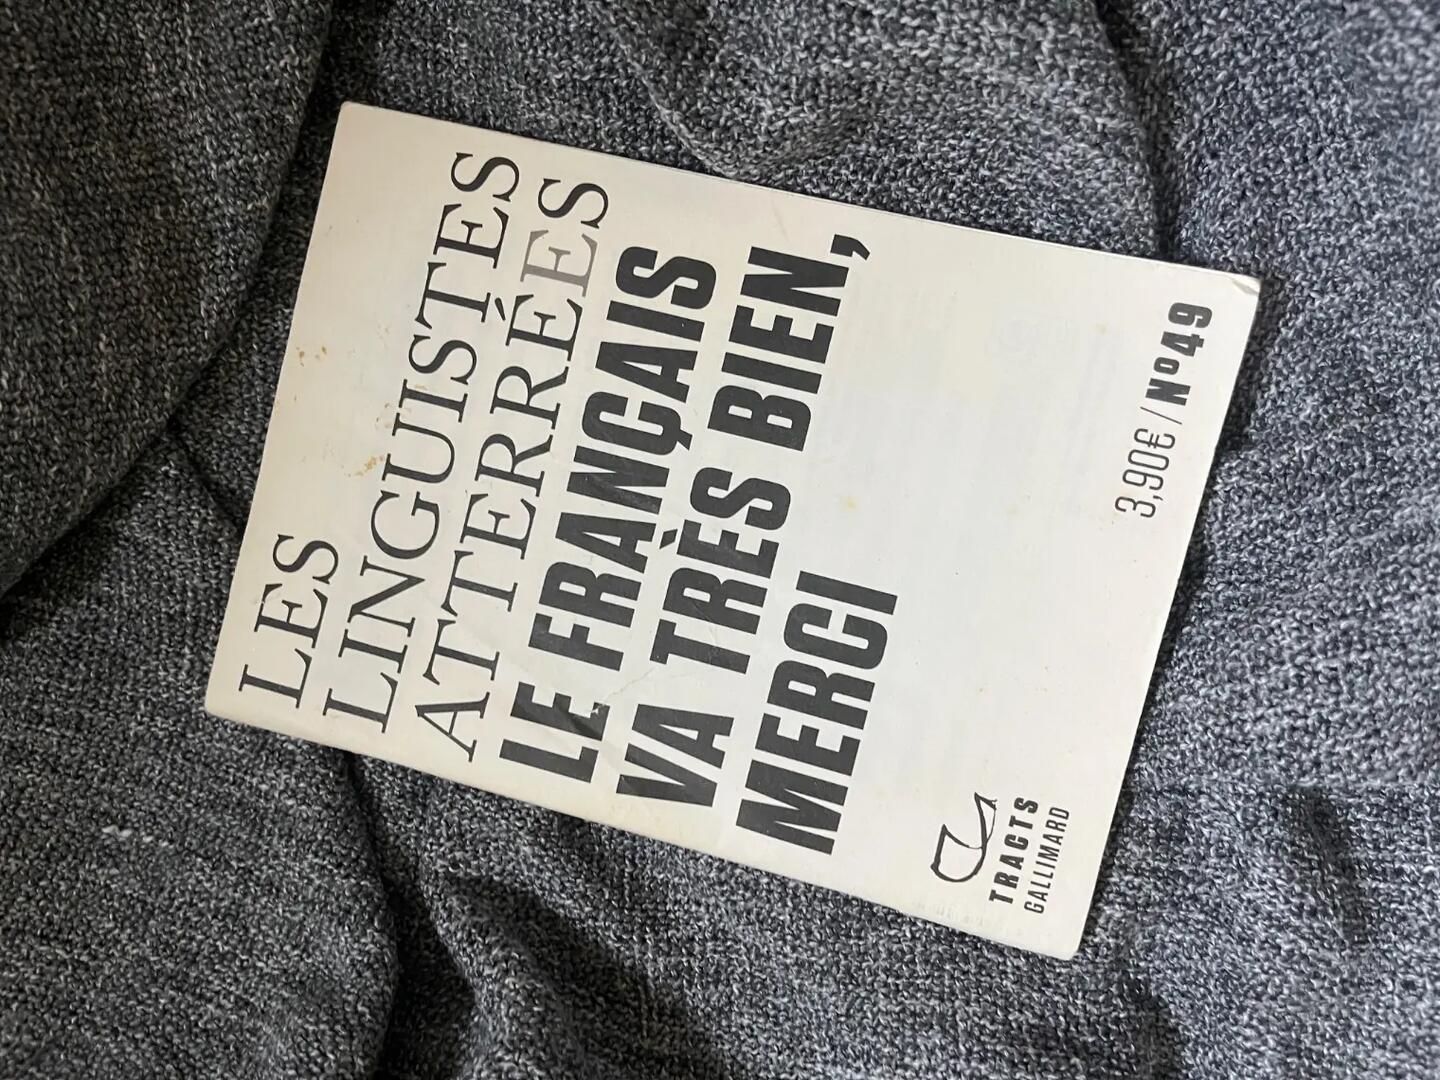 LES
LINGUISTES
ATTERRÉES
LE FRANÇAIS
VA TRÈS BIEN,
MERCI
TRACTS
GALLIMARD
3,90€ / N° 49